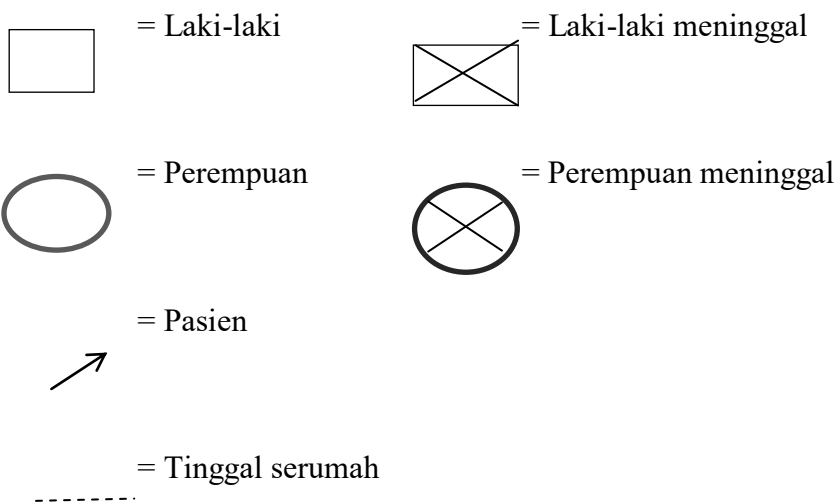 = Laki-laki
= Laki-laki meninggal
= Perempuan
= Perempuan meninggal
= Pasien
= Tinggal serumah